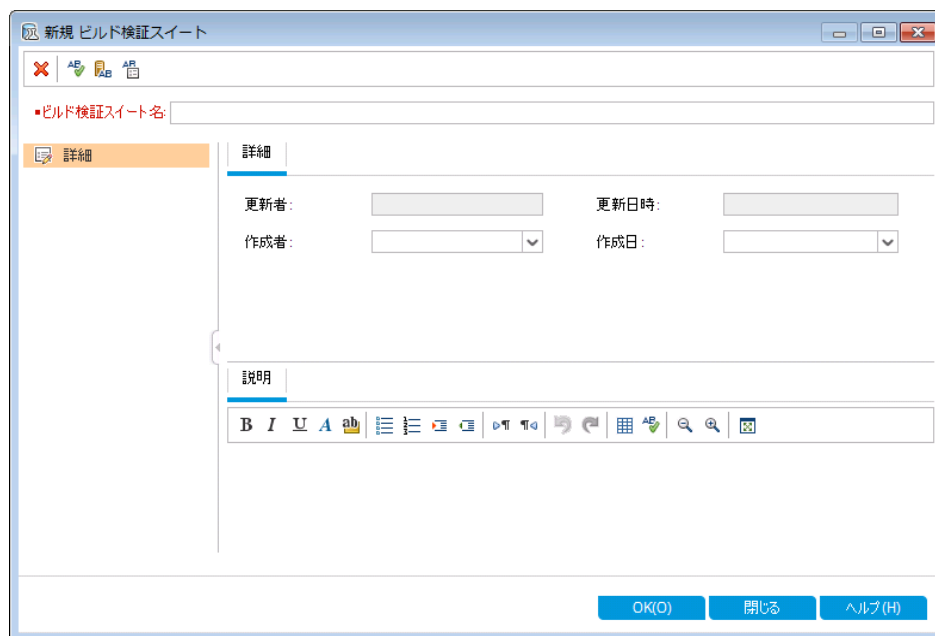 新規 ビルド検証スイート
▪ビルド検証スイート名:
詳細
詳細
更新者:
更新日時:
作成者:
作成日:
説明
B I U A ab
OK(O)
閉じる
ヘルプ(H)